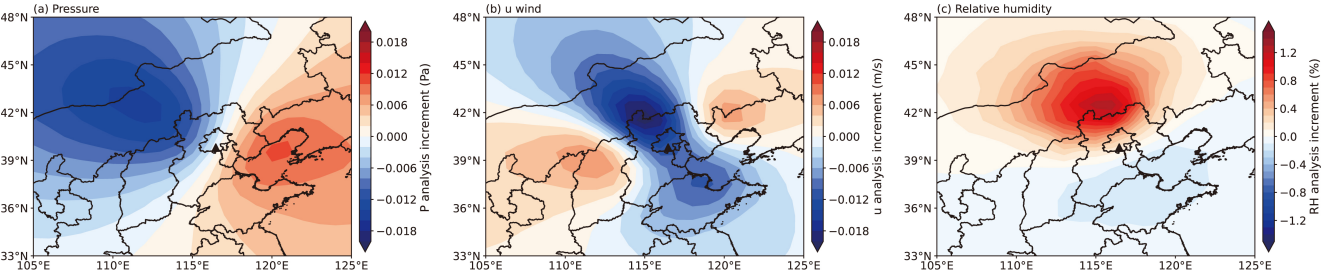 (a) Pressure
48°N
45°N
42°N
39°N
36°N
33°N
105°E 110°E 115°E 120°E 125°E
0.018
0.012
0.006
0.000
−0.006
−0.012
−0.018
P analysis increment (Pa)
(b) u wind
48°N
45°N
42°N
39°N
36°N
33°N
105°E 110°E 115°E 120°E 125°E
0.018
0.012
0.006
0.000
−0.006
−0.012
−0.018
u analysis increment (m/s)
(c) Relative humidity
48°N
45°N
42°N
39°N
36°N
33°N
105°E 110°E 115°E 120°E 125°E
1.2
0.8
0.4
0.0
−0.4
−0.8
−1.2
RH analysis increment (%)